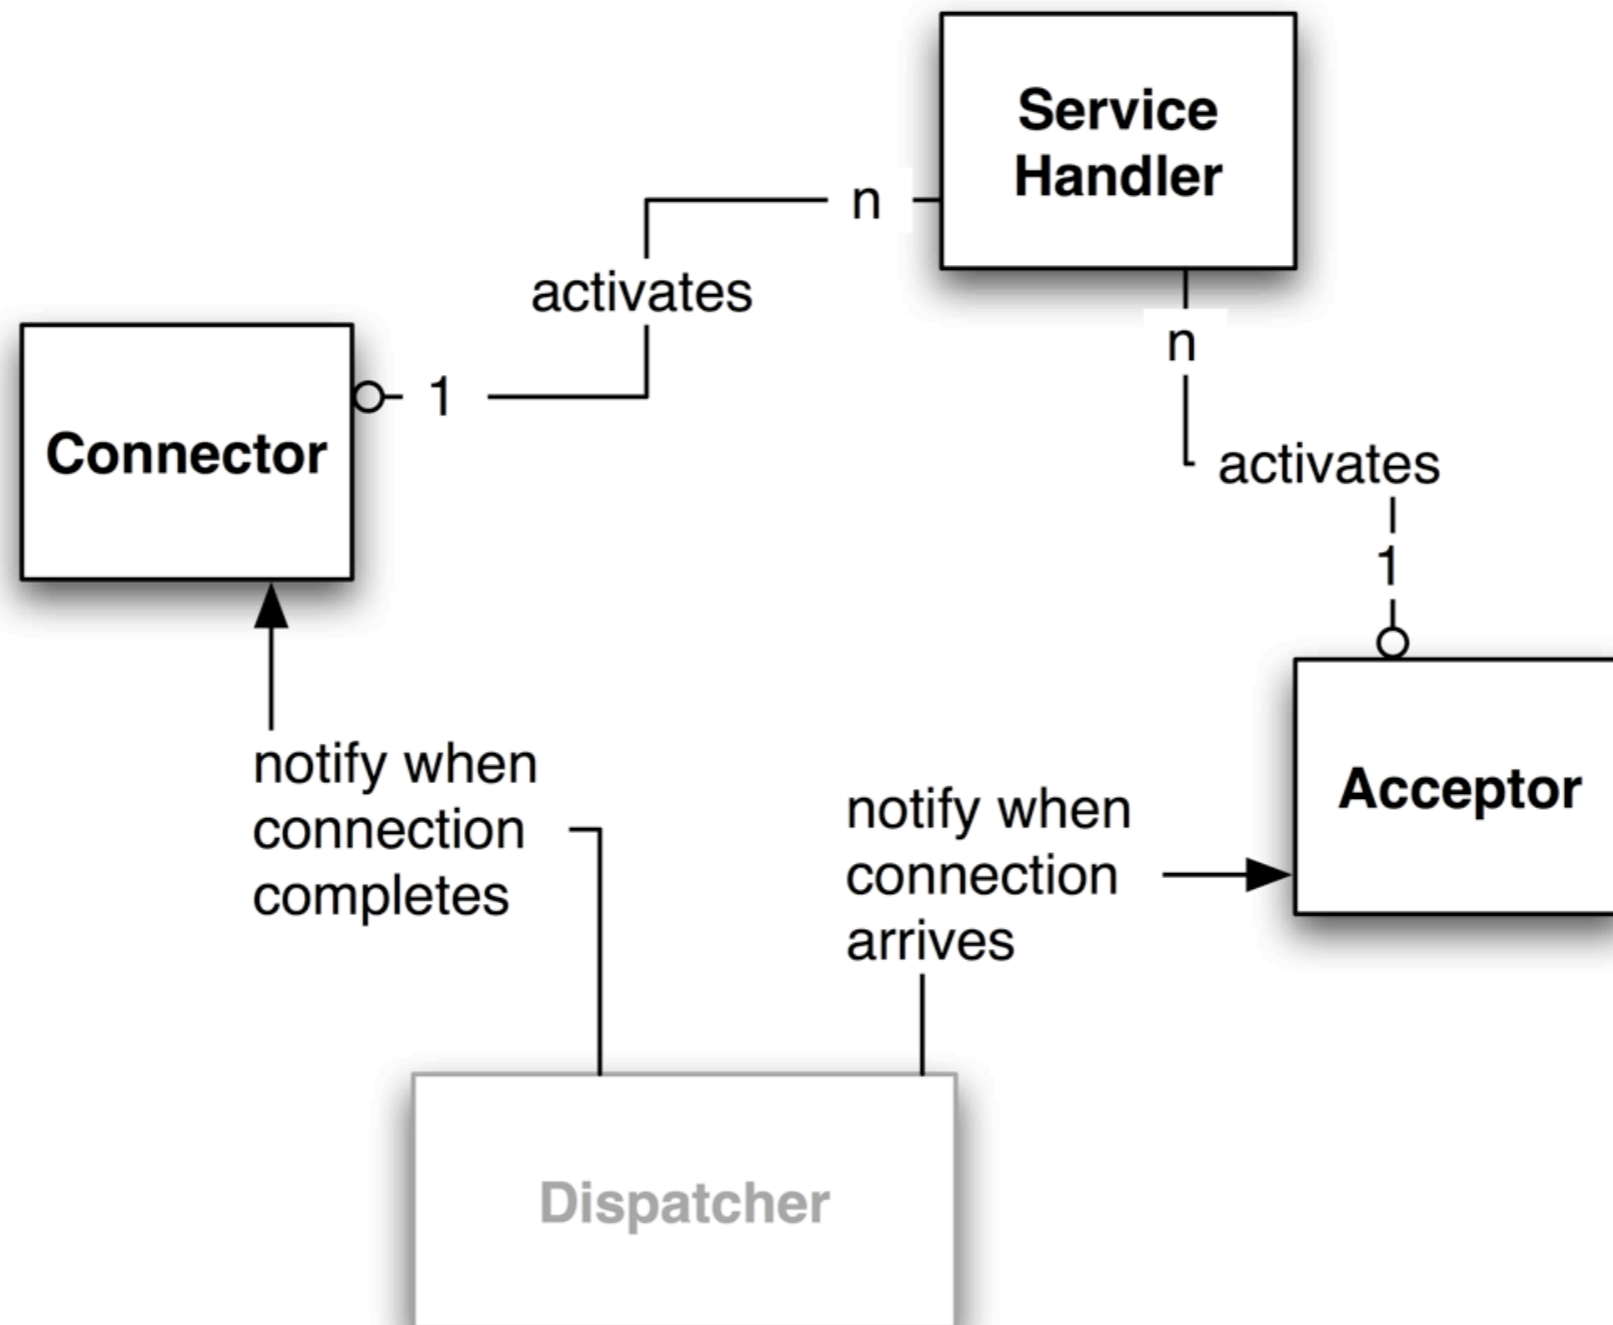 Service
Handler
n
activates
1
Connector
n
activates
1
Acceptor
notify when
connection
completes
notify when
connection
arrives
Dispatcher